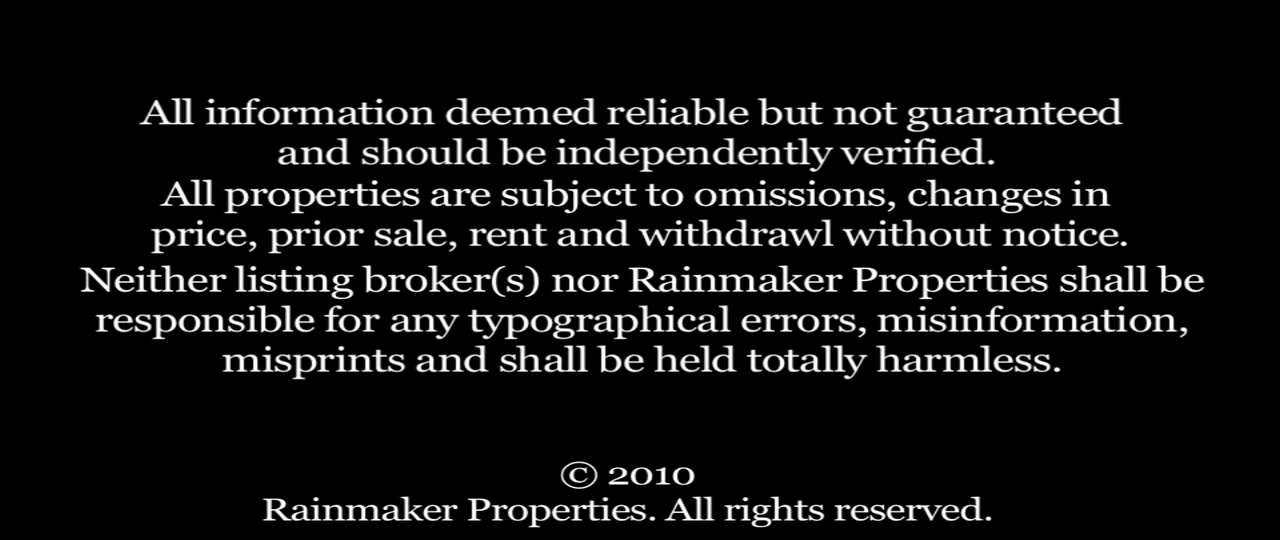 All information deemed reliable but not guaranteed
and should be independently verified.
All properties are subject to omissions, changes in
price, prior sale, rent and withdrawl without notice.
Neither listing broker(s) nor Rainmaker Properties shall be
responsible for any typographical errors, misinformation,
misprints and shall be held totally harmless.
© 2010
Rainmaker Properties. All rights reserved.